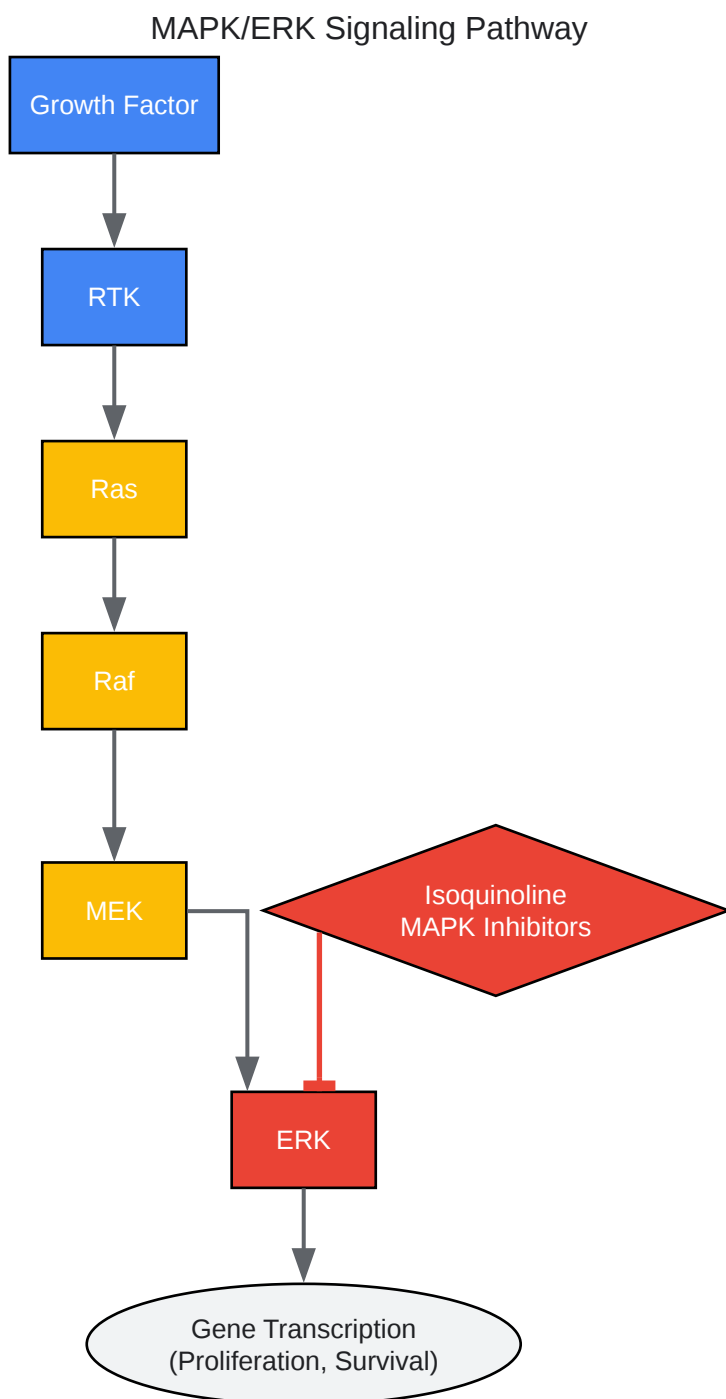 MAPK/ERK Signaling Pathway
Growth Factor
RTK
Ras
Raf
MEK
Isoquinoline
MAPK Inhibitors
ERK
Gene Transcription
(Proliferation, Survival)